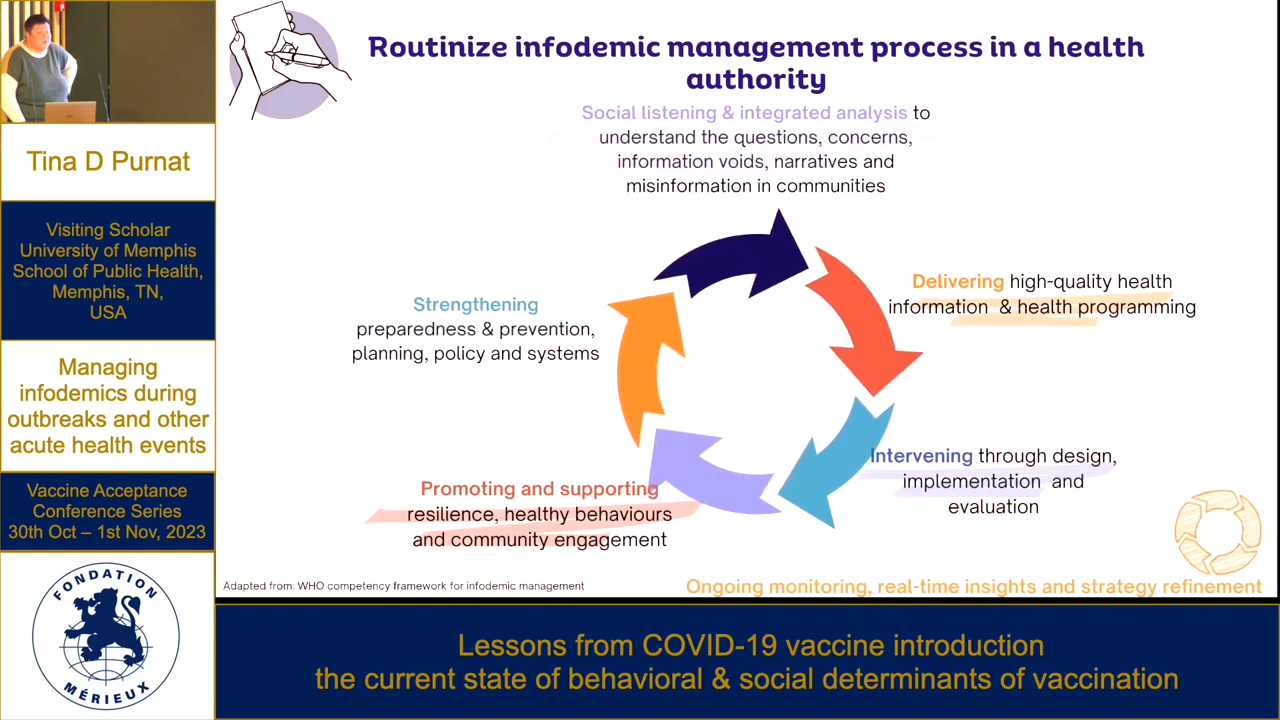 Tina D Purnat
Visiting Scholar
University of Memphis
School of Public Health,
Memphis, TN,
USA
Managing
infodemics during
outbreaks and other
acute health events
Vaccine Acceptance
Conference Series
30th Oct – 1st Nov, 2023
FONDATION
MÉRIEUX
Routinize infodemic management process in a health
authority
Social listening & integrated analysis to
understand the questions, concerns,
information voids, narratives and
misinformation in communities
Delivering high-quality health
information & health programming
Intervening through design,
implementation and
evaluation
Promoting and supporting
resilience, healthy behaviours
and community engagement
Strengthening
preparedness & prevention,
planning, policy and systems
Adapted from: WHO competency framework for infodemic management
Ongoing monitoring, real-time insights and strategy refinement
Lessons from COVID-19 vaccine introduction
the current state of behavioral & social determinants of vaccination